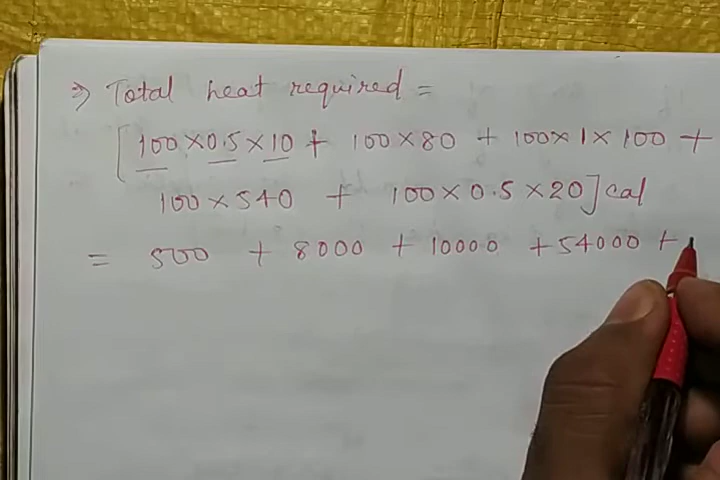 ⇒ Total heat required =
[100×0.5×10 + 100×80 + 100×1×100 +
100×540 + 100×0.5×20] cal
= 500 + 8000 + 10000 + 54000 +